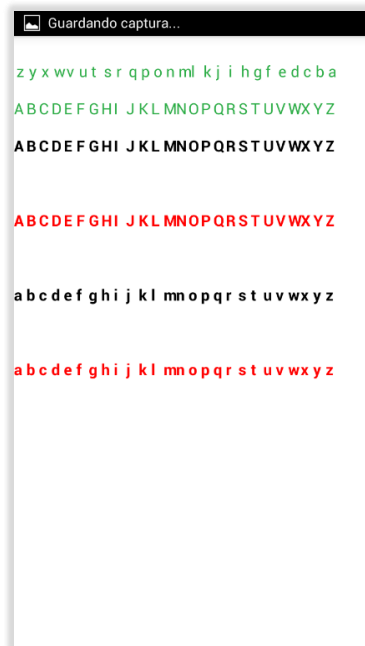 Guardando captura...
z y x w v u t s r q p o n m l k j i h g f e d c b a
A B C D E F G H I J K L M N O P Q R S T U V W X Y Z
A B C D E F G H I J K L M N O P Q R S T U V W X Y Z
A B C D E F G H I J K L M N O P Q R S T U V W X Y Z
a b c d e f g h i j k l m n o p q r s t u v w x y z
a b c d e f g h i j k l m n o p q r s t u v w x y z